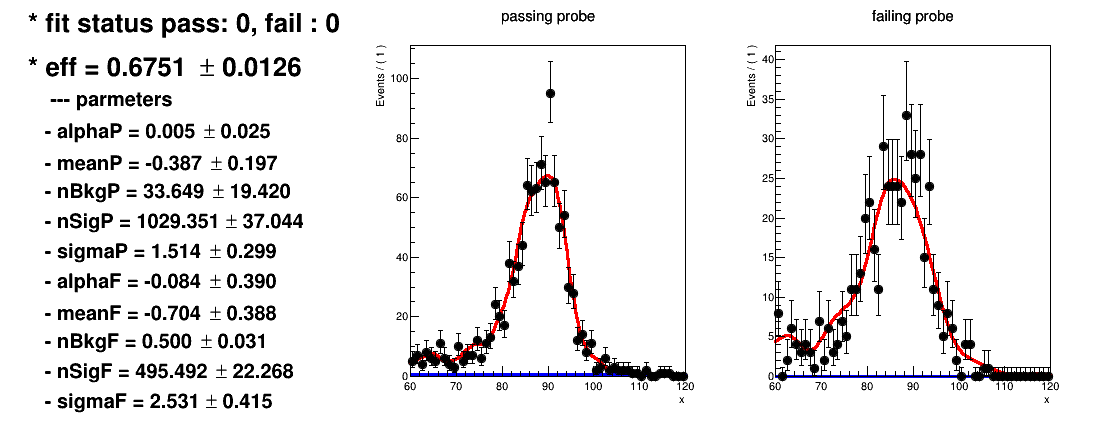 * fit status pass: 0, fail : 0
* eff = 0.6751 ± 0.0126
--- parmeters
- alphaP = 0.005 ± 0.025
- meanP = -0.387 ± 0.197
- nBkgP = 33.649 ± 19.420
- nSigP = 1029.351 ± 37.044
- sigmaP = 1.514 ± 0.299
- alphaF = -0.084 ± 0.390
- meanF = -0.704 ± 0.388
- nBkgF = 0.500 ± 0.031
- nSigF = 495.492 ± 22.268
- sigmaF = 2.531 ± 0.415
passing probe
Events / ( 1 )
100
80
60
40
20
0
60 70 80 90 100 110 120
x
failing probe
Events / ( 1 )
40
35
30
25
20
15
10
5
0
60 70 80 90 100 110 120
x